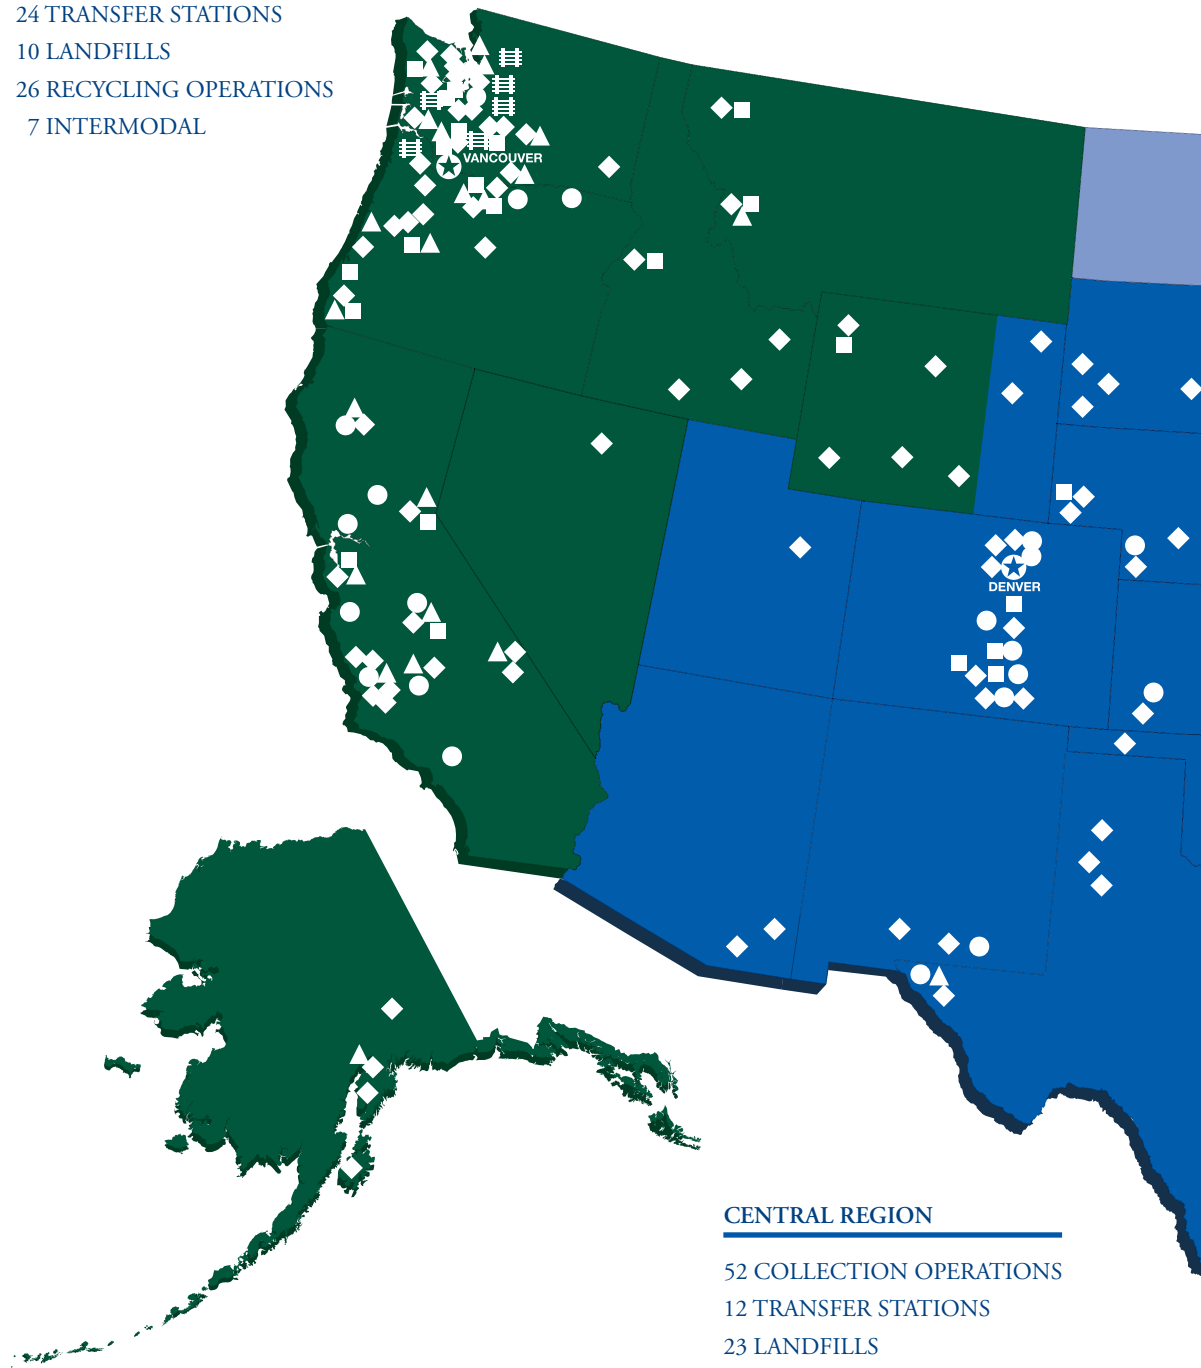 24 TRANSFER STATIONS
10 LANDFILLS
26 RECYCLING OPERATIONS
7 INTERMODAL
VANCOUVER
DENVER
CENTRAL REGION
52 COLLECTION OPERATIONS
12 TRANSFER STATIONS
23 LANDFILLS